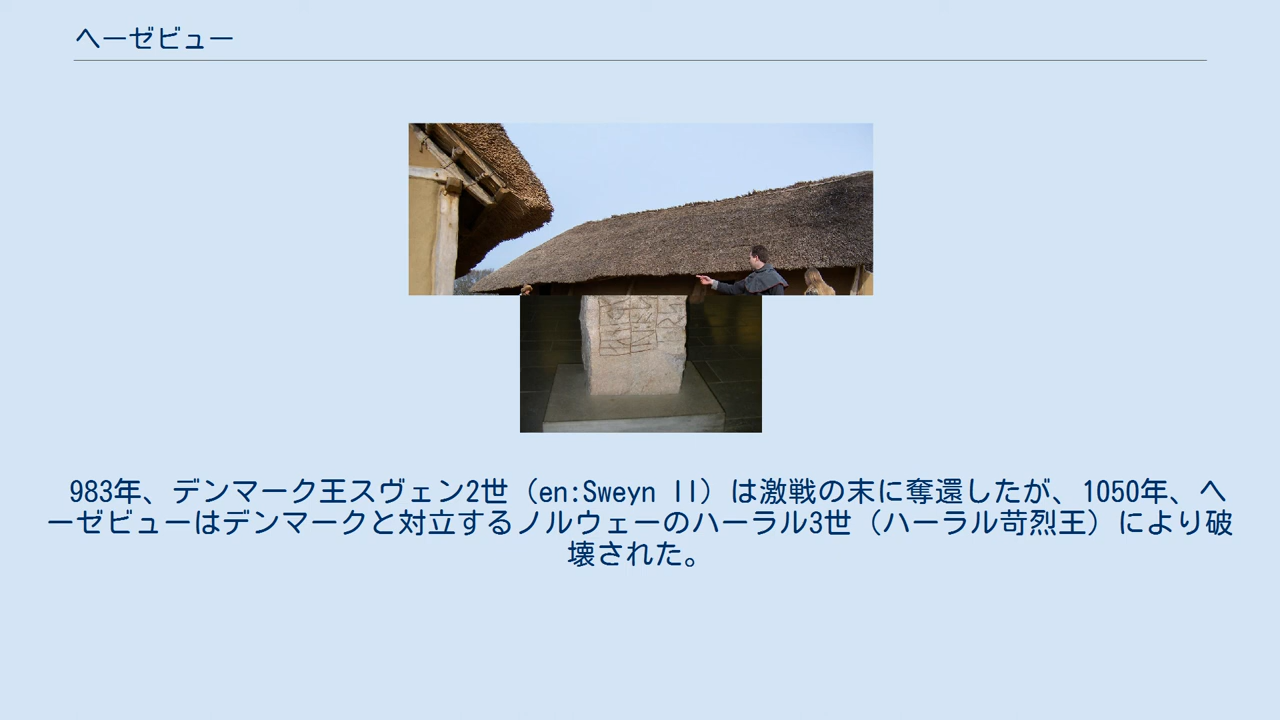 ヘーゼビュー
983年、デンマーク王スヴェン2世（en:Sweyn II）は激戦の末に奪還したが、1050年、ヘ
ーゼビューはデンマークと対立するノルウェーのハーラル3世（ハーラル苛烈王）により破
壊された。